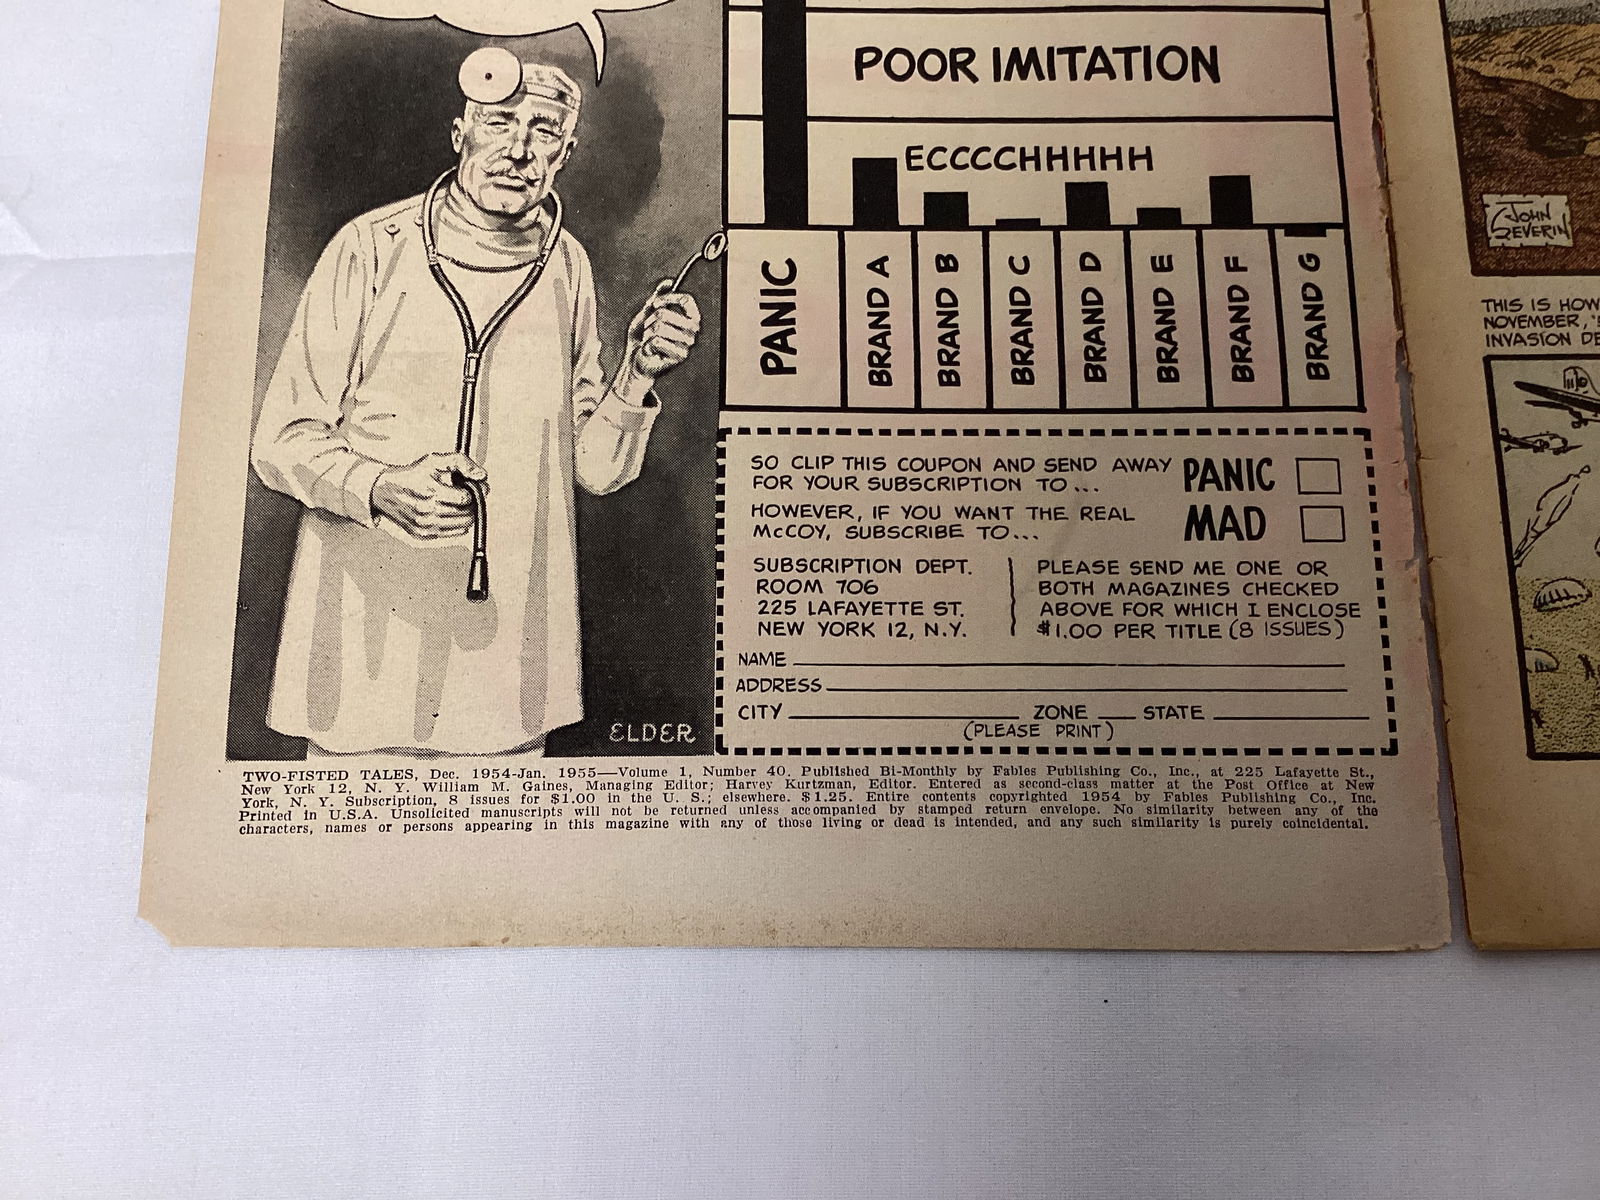 POOR IMITATION
ECCCCHHHHH
PANIC
BRAND A
BRAND B
BRAND C
BRAND D
BRAND E
BRAND F
BRAND G
SO CLIP THIS COUPON AND SEND AWAY
FOR YOUR SUBSCRIPTION TO...
PANIC
HOWEVER, IF YOU WANT THE REAL
McCOY, SUBSCRIBE TO...
MAD
SUBSCRIPTION DEPT.
ROOM 706
225 LAFAYETTE ST.
NEW YORK 12, N.Y.
PLEASE SEND ME ONE OR
BOTH MAGAZINES CHECKED
ABOVE FOR WHICH I ENCLOSE
$1.00 PER TITLE (8 ISSUES)
NAME
ADDRESS
CITY ZONE STATE
(PLEASE PRINT)
ELDER
TWO-FISTED TALES, Dec. 1954-Jan. 1955—Volume 1, Number 40. Published Bi-Monthly by Fables Publishing Co., Inc., at 225 Lafayette St.,
New York 12, N. Y. William M. Gaines, Managing Editor; Harvey Kurtzman, Editor. Entered as second-class matter at the Post Office at New
York, N. Y. Subscription, 8 issues for $1.00 in the U. S.; elsewhere. $1.25. Entire contents copyrighted 1954 by Fables Publishing Co., Inc.
Printed in U.S.A. Unsolicited manuscripts will not be returned unless accompanied by stamped return envelope. No similarity between any of the
characters, names or persons appearing in this magazine with any of those living or dead is intended, and any such similarity is purely coincidental.
JOHN
SEVERIN
THIS IS HOW
NOVEMBER,
INVASION